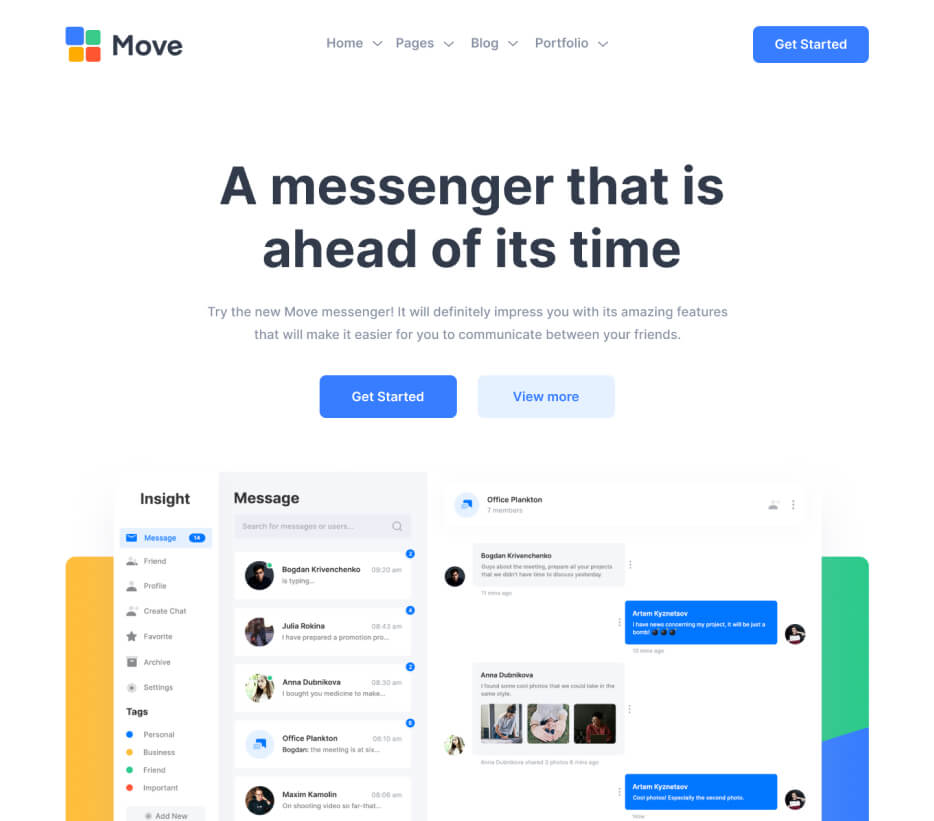 Move
Home
Pages
Blog
Portfolio
Get Started
A messenger that is
ahead of its time
Try the new Move messenger! It will definitely impress you with its amazing features
that will make it easier for you to communicate between your friends.
Get Started
View more
Insight
Message 14
Friend
Profile
Create Chat
Favorite
Archive
Settings
Tags
Personal
Business
Friend
Important
Add New
Message
Search for messages or users...
2
Bogdan Krivenchenko 09:20 am
is typing...
4
Julia Rokina 08:43 am
I have prepared a promotion pro...
2
Anna Dubnikova 08:30 am
I bought you medicine to make...
6
Office Plankton 08:10 am
Bogdan: the meeting is at six...
Maxim Kamolin 08:06 am
On shooting video so far-that...
Office Plankton
7 members
Bogdan Krivenchenko
Guys about the meeting, prepare all your projects
that we didn't have time to discuss yesterday.
11 mins ago
Artem Kyznetsov
I have news concerning my project, it will be just a
bomb! 💣💣💣
10 mins ago
Anna Dubnikova
I found some cool photos that we could take in the
same style.
Anna Dubnikova shared 3 photos 6 mins ago
Artem Kyznetsov
Cool photos! Especially the second photo.
Now